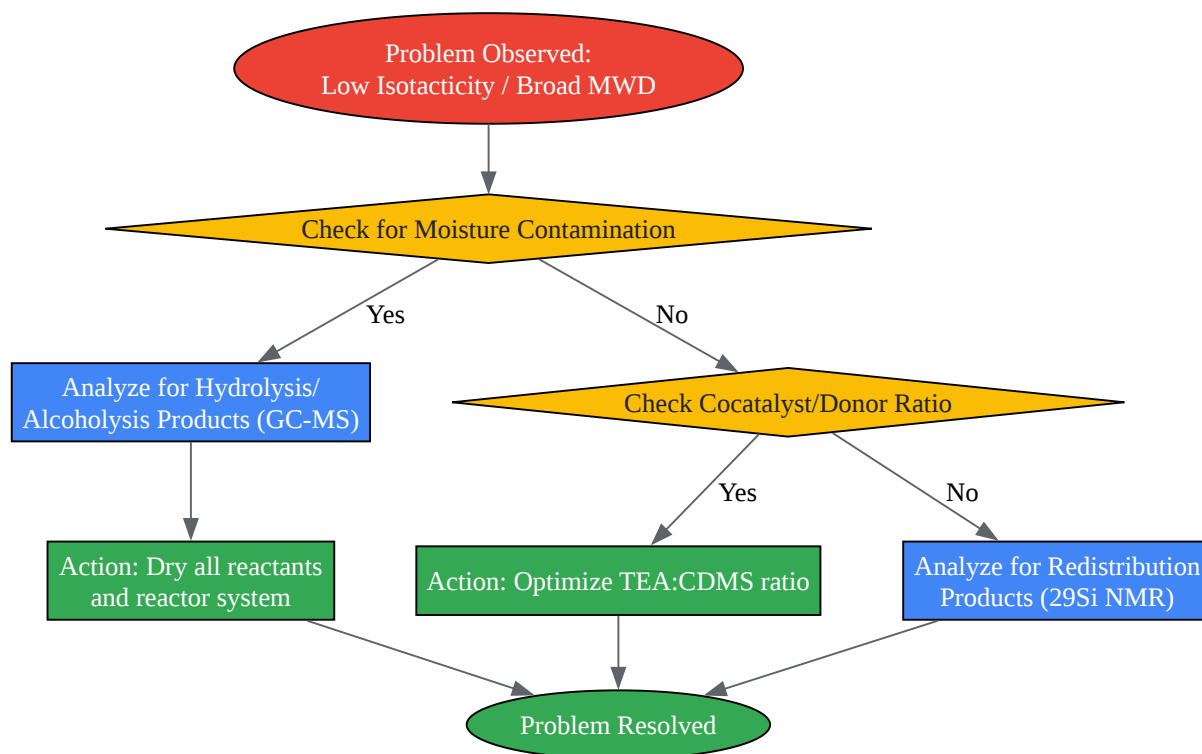 Problem Observed:
Low Isotacticity / Broad MWD
Check for Moisture Contamination
Yes
No
Analyze for Hydrolysis/
Alcoholysis Products (GC-MS)
Check Cocatalyst/Donor Ratio
Yes
No
Action: Dry all reactants
and reactor system
Action: Optimize TEA:CDMS ratio
Analyze for Redistribution
Products (29Si NMR)
Problem Resolved